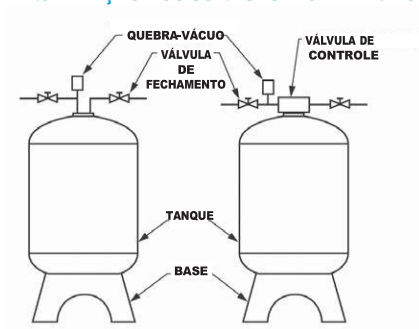 QUEBRA-VÁCUO
VÁLVULA
DE
FECHAMENTO
VÁLVULA DE
CONTROLE
TANQUE
BASE